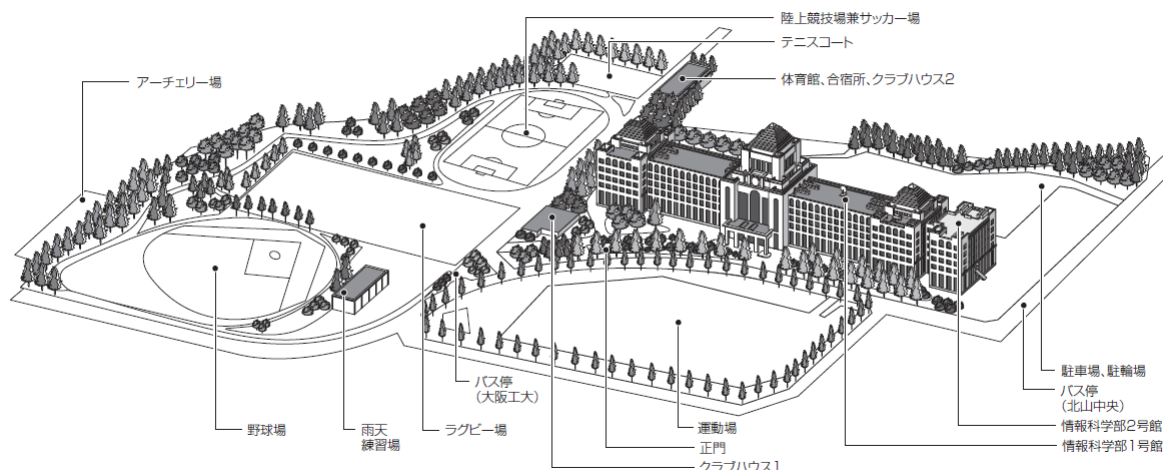 陸上競技場兼サッカー場
テニスコート
体育館、合宿所、クラブハウス2
アーチェリー場
駐車場、駐輪場
バス停
(北山中央)
情報科学部2号館
情報科学部1号館
バス停
(大阪工大)
野球場
雨天
練習場
ラグビー場
運動場
正門
クラブハウス1